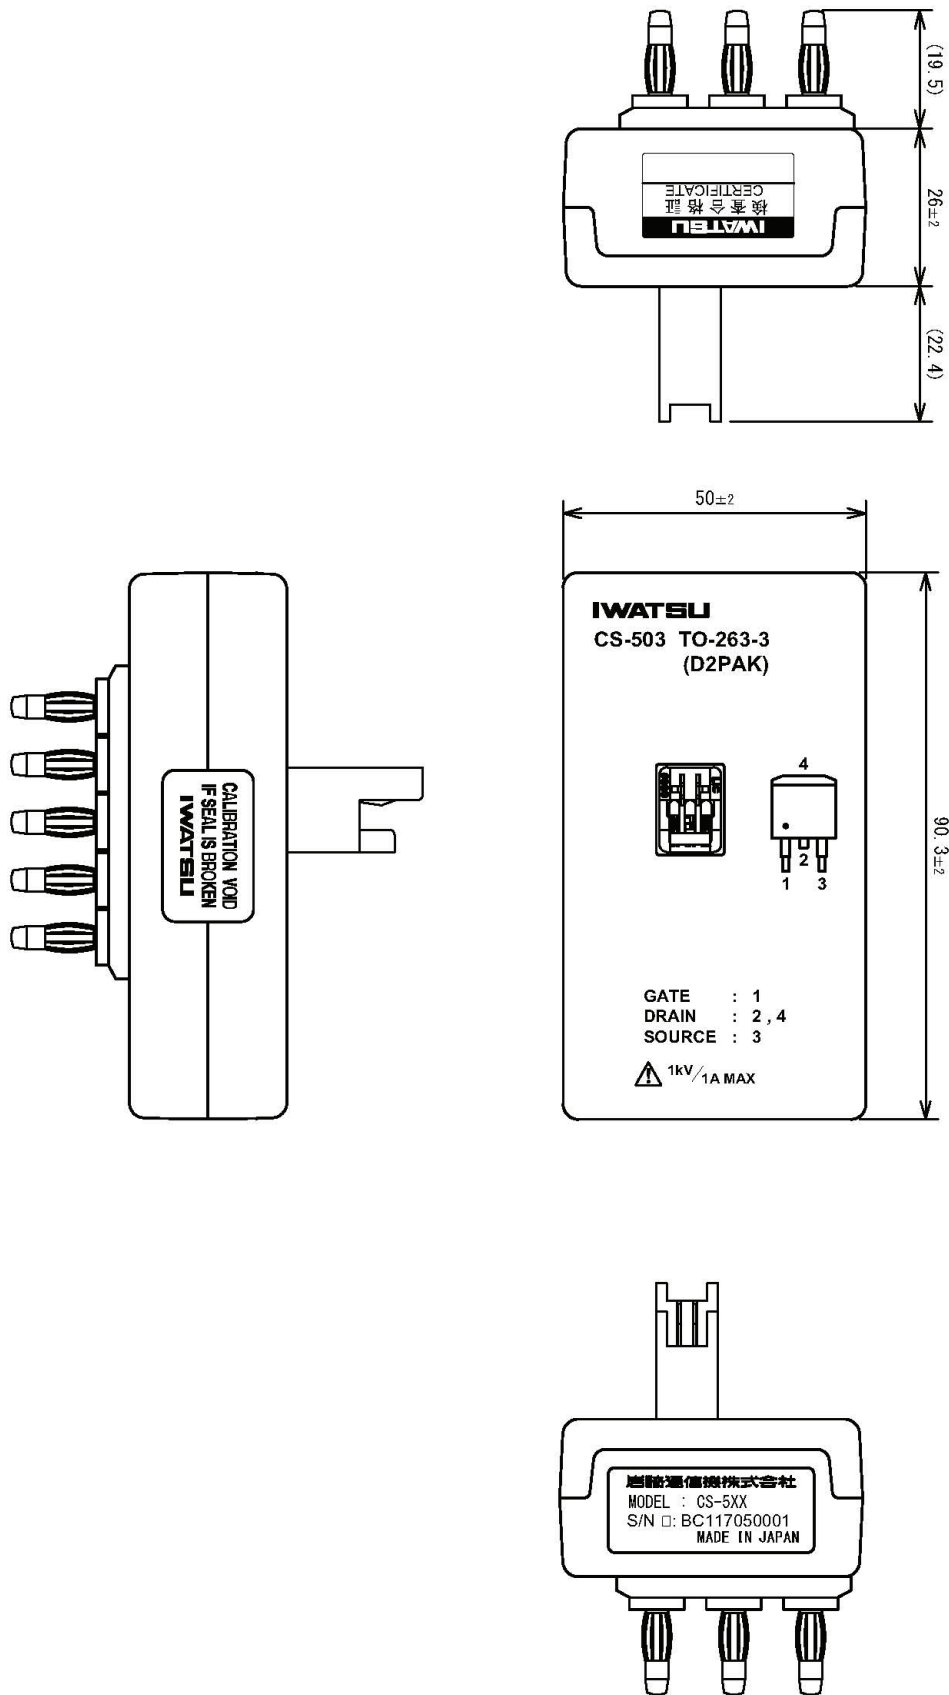 (19. 5)
26±2
(22. 4)
検査合格証
CERTIFICATE
IWATSU
50±2
90. 3±2
IWATSU
CS-503 TO-263-3
(D2PAK)
4
2
1 3
GATE : 1
DRAIN : 2 , 4
SOURCE : 3
1kV/1A MAX
CALIBRATION VOID
IF SEAL IS BROKEN
IWATSU
岩崎通信機株式会社
MODEL : CS-5XX
S/N □: BC117050001
MADE IN JAPAN